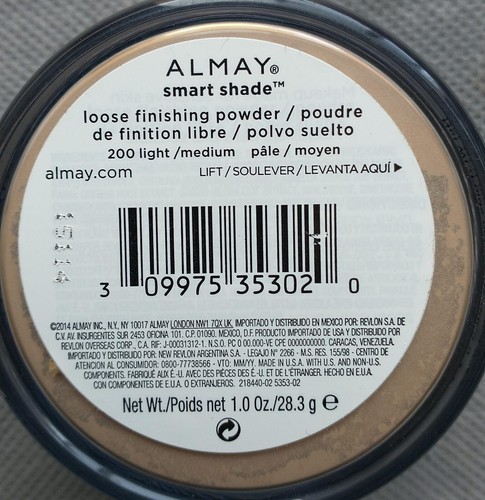 ALMAY®
smart shade™
loose finishing powder / poudre
de finition libre / polvo suelto
200 light /medium pâle / moyen
almay.com LIFT / SOULEVER / LEVANTA AQUÍ
3 09975 35302 0
©2014 ALMAY INC., N.Y., NY 10017 ALMAY LONDON NW1 7QX UK. IMPORTADO Y DISTRIBUIDO EN MEXICO POR: REVLON S.A. DE
C.V. AV. INSURGENTES SUR 2453 OFICINA 101. C.P. 01090. MEXICO, D.F. PRODUCTO IMPORTADO DE USA Y DISTRIBUIDO POR
REVLON OVERSEAS CORP., C.A. RIF: J-00031312-1. N.S.O. PC 0 00.000-VE CPE 0000000000. CARACAS, VENEZUELA.
IMPORTADO Y DISTRIBUIDO POR: NEW REVLON ARGENTINA S.A. - LEGAJO N° 2266 - M.S. RES. 155/98 - CENTRO DE
ATENCION AL CONSUMIDOR: 0800-77738566 - VTO: MM/YY. MADE IN U.S.A. WITH U.S. AND NON-U.S.
COMPONENTS. FABRIQUÉ AUX É.-U. AVEC DES PIÈCES DES É.-U. ET DE L'ÉTRANGER. HECHO EN E.U.A.
CON COMPONENTES DE E.U.A. O EXTRANJEROS. 218440-02 5353-02
Net Wt./Poids net 1.0 Oz./28.3 g ℮